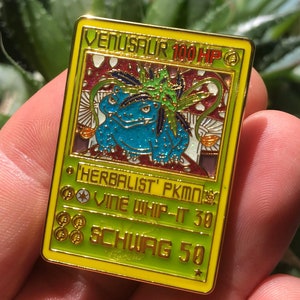 VENUSAUR 100 HP
'HERBALIST' PKMN
VINE WHIP-IT 30
SCHWAG 50